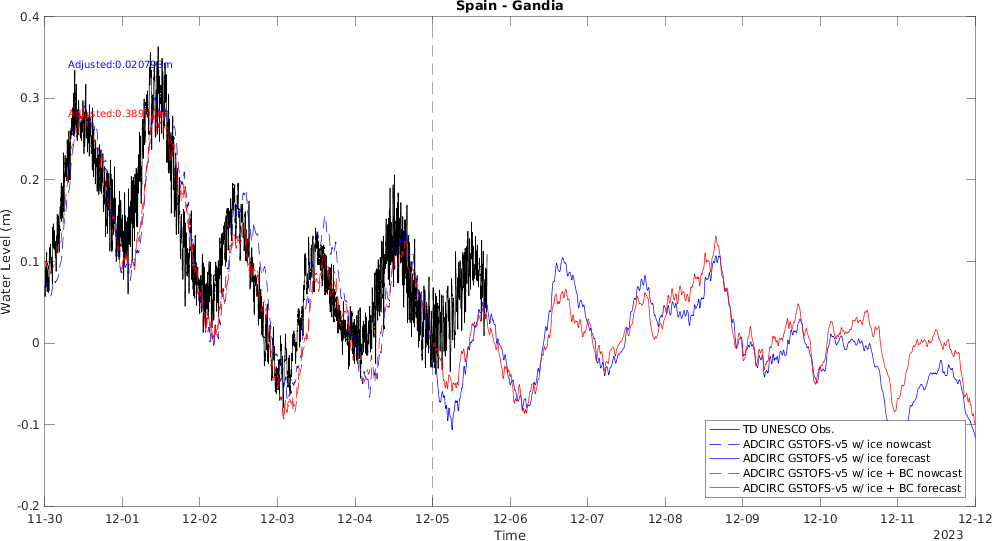 Spain - Gandia
0.4
0.3
0.2
0.1
0
-0.1
-0.2
Water Level (m)
11-30
12-01
12-02
12-03
12-04
12-05
12-06
12-07
12-08
12-09
12-10
12-11
12-12
Time
2023
TD UNESCO Obs.
ADCIRC GSTOFS-v5 w/ ice nowcast
ADCIRC GSTOFS-v5 w/ ice forecast
ADCIRC GSTOFS-v5 w/ ice + BC nowcast
ADCIRC GSTOFS-v5 w/ ice + BC forecast